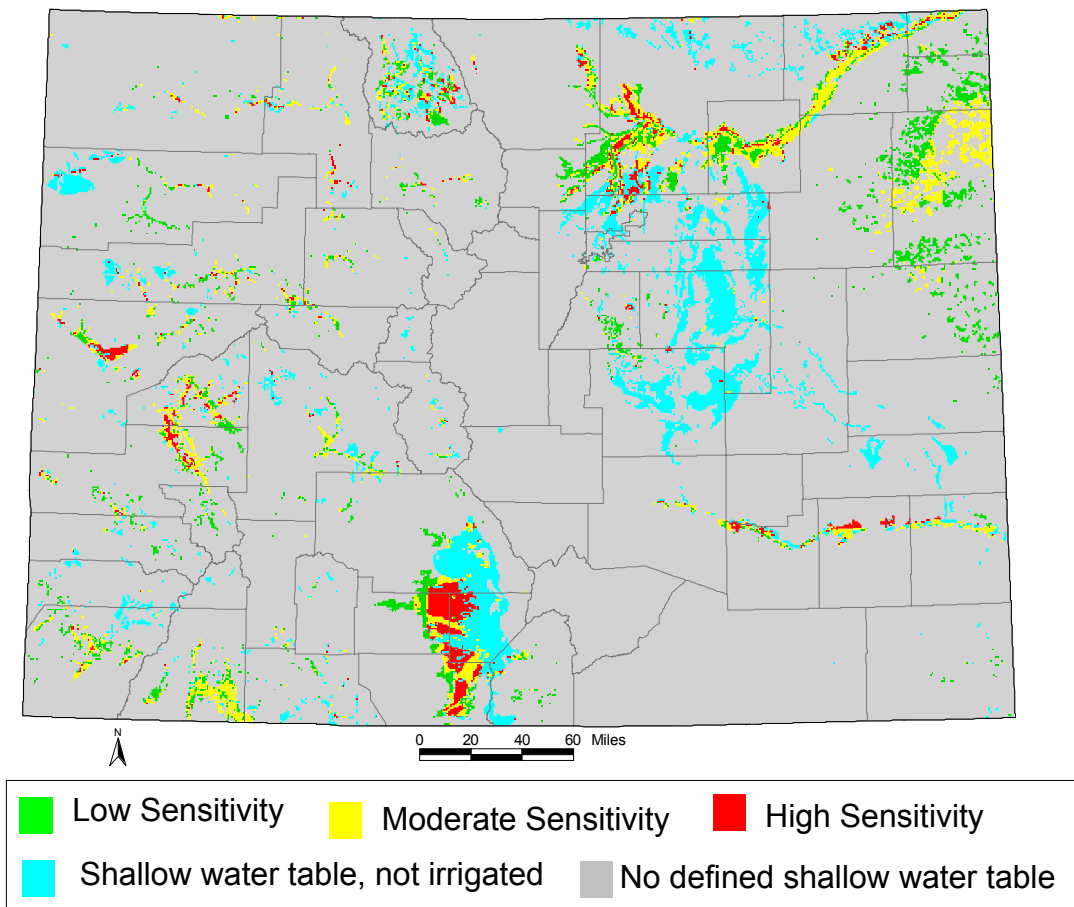 N
0 20 40 60 Miles
Low Sensitivity Moderate Sensitivity High Sensitivity
Shallow water table, not irrigated No defined shallow water table